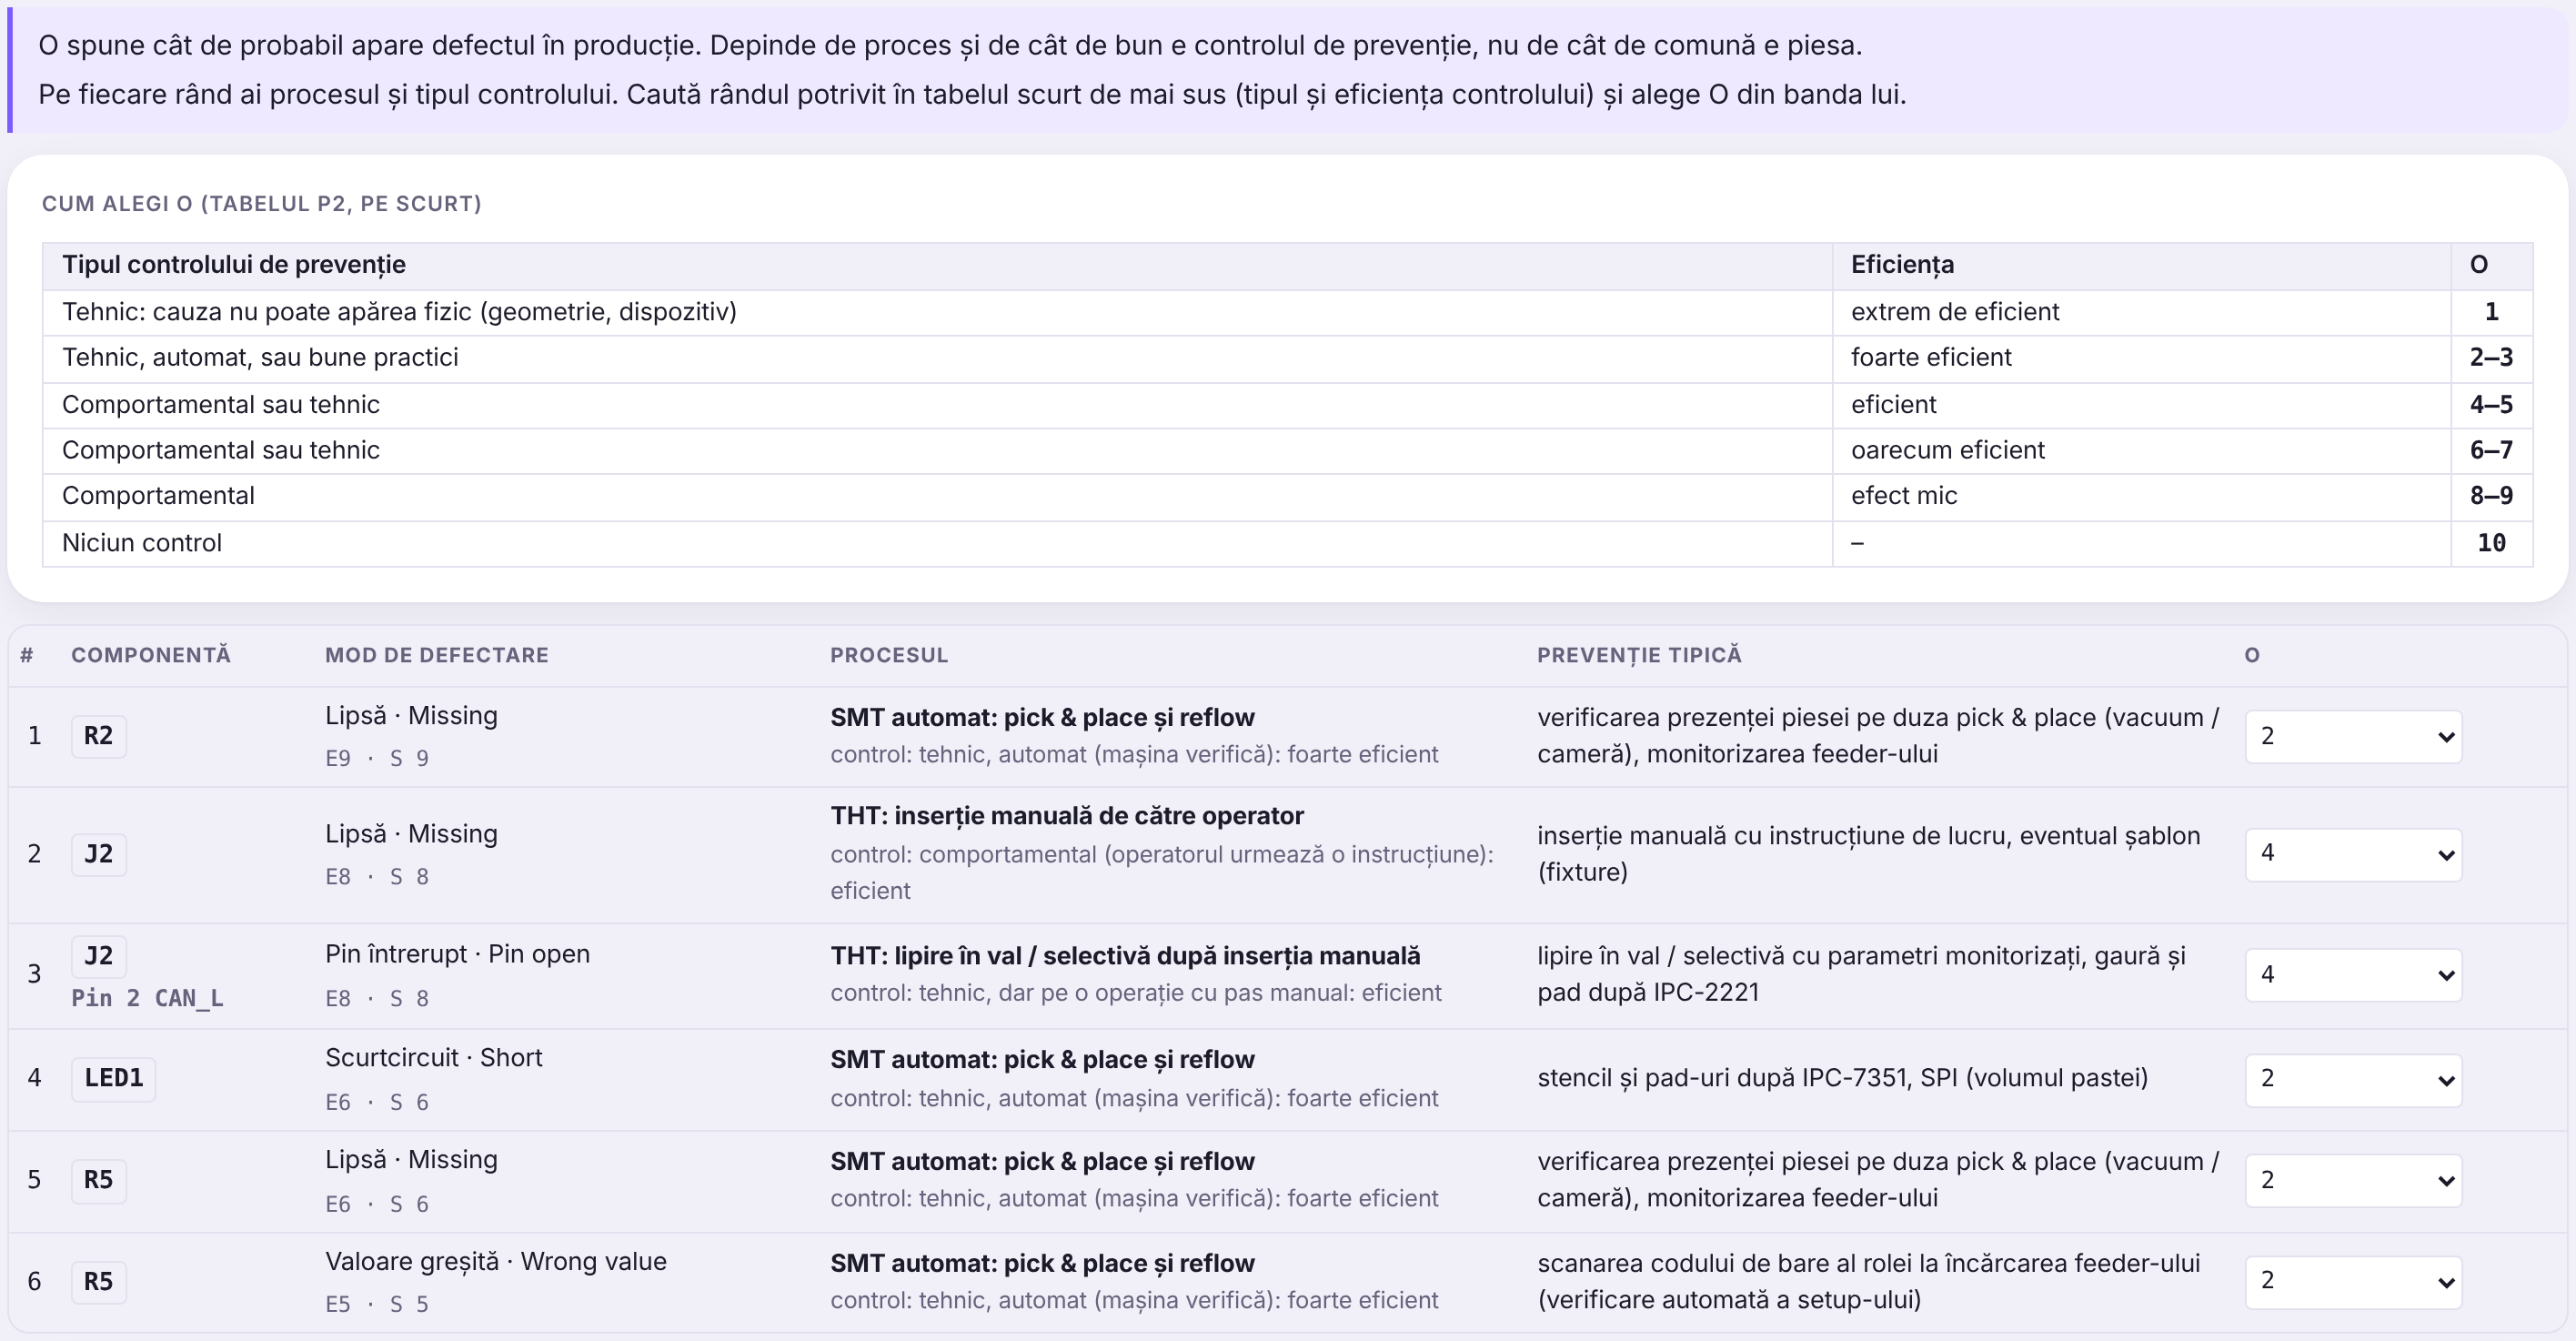 O spune cât de probabil apare defectul în producție. Depinde de proces și de cât de bun e controlul de prevenție, nu de cât de comună e piesa.
Pe fiecare rând ai procesul și tipul controlului. Caută rândul potrivit în tabelul scurt de mai sus (tipul și eficiența controlului) și alege O din banda lui.
CUM ALEGI O (TABELUL P2, PE SCURT)
Tipul controlului de prevenție Eficiența O
Tehnic: cauza nu poate apărea fizic (geometrie, dispozitiv) extrem de eficient 1
Tehnic, automat, sau bune practici foarte eficient 2–3
Comportamental sau tehnic eficient 4–5
Comportamental sau tehnic oarecum eficient 6–7
Comportamental efect mic 8–9
Niciun control – 10
# COMPONENTĂ MOD DE DEFECTARE PROCESUL PREVENȚIE TIPICĂ O
1 R2 Lipsă · Missing
E9 · S 9
SMT automat: pick & place și reflow
control: tehnic, automat (mașina verifică): foarte eficient
verificarea prezenței piesei pe duza pick & place (vacuum /
cameră), monitorizarea feeder-ului
2
2 J2 Lipsă · Missing
E8 · S 8
THT: inserție manuală de către operator
control: comportamental (operatorul urmează o instrucțiune):
eficient
inserție manuală cu instrucțiune de lucru, eventual șablon
(fixture)
4
3 J2
Pin 2 CAN_L
Pin întrerupt · Pin open
E8 · S 8
THT: lipire în val / selectivă după inserția manuală
control: tehnic, dar pe o operație cu pas manual: eficient
lipire în val / selectivă cu parametri monitorizați, gaură și
pad după IPC-2221
4
4 LED1 Scurtcircuit · Short
E6 · S 6
SMT automat: pick & place și reflow
control: tehnic, automat (mașina verifică): foarte eficient
stencil și pad-uri după IPC-7351, SPI (volumul pastei)
2
5 R5 Lipsă · Missing
E6 · S 6
SMT automat: pick & place și reflow
control: tehnic, automat (mașina verifică): foarte eficient
verificarea prezenței piesei pe duza pick & place (vacuum /
cameră), monitorizarea feeder-ului
2
6 R5 Valoare greșită · Wrong value
E5 · S 5
SMT automat: pick & place și reflow
control: tehnic, automat (mașina verifică): foarte eficient
scanarea codului de bare al rolei la încărcarea feeder-ului
(verificare automată a setup-ului)
2